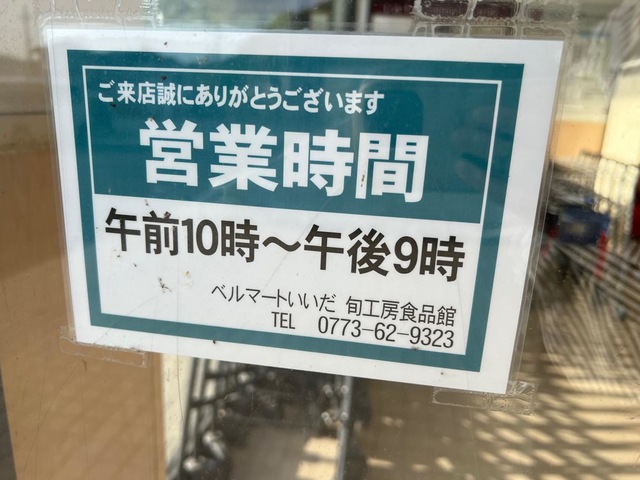 ご来店誠にありがとうございます
営業時間
午前10時～午後9時
ベルマートいいだ 旬工房食品館
TEL 0773-62-9323